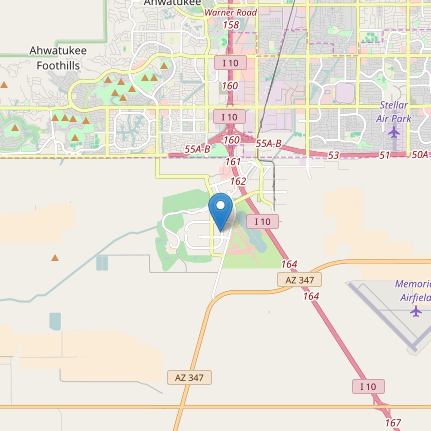 Ahwatukee
Warner Road
158
Ahwatukee
Foothills
I 10
160
Stellar
Air Park
I 10
160
55A-B
55A-B
53
51
50A
161
162
I 10
164
AZ 347
164
Memoria
Airfield
AZ 347
I 10
167